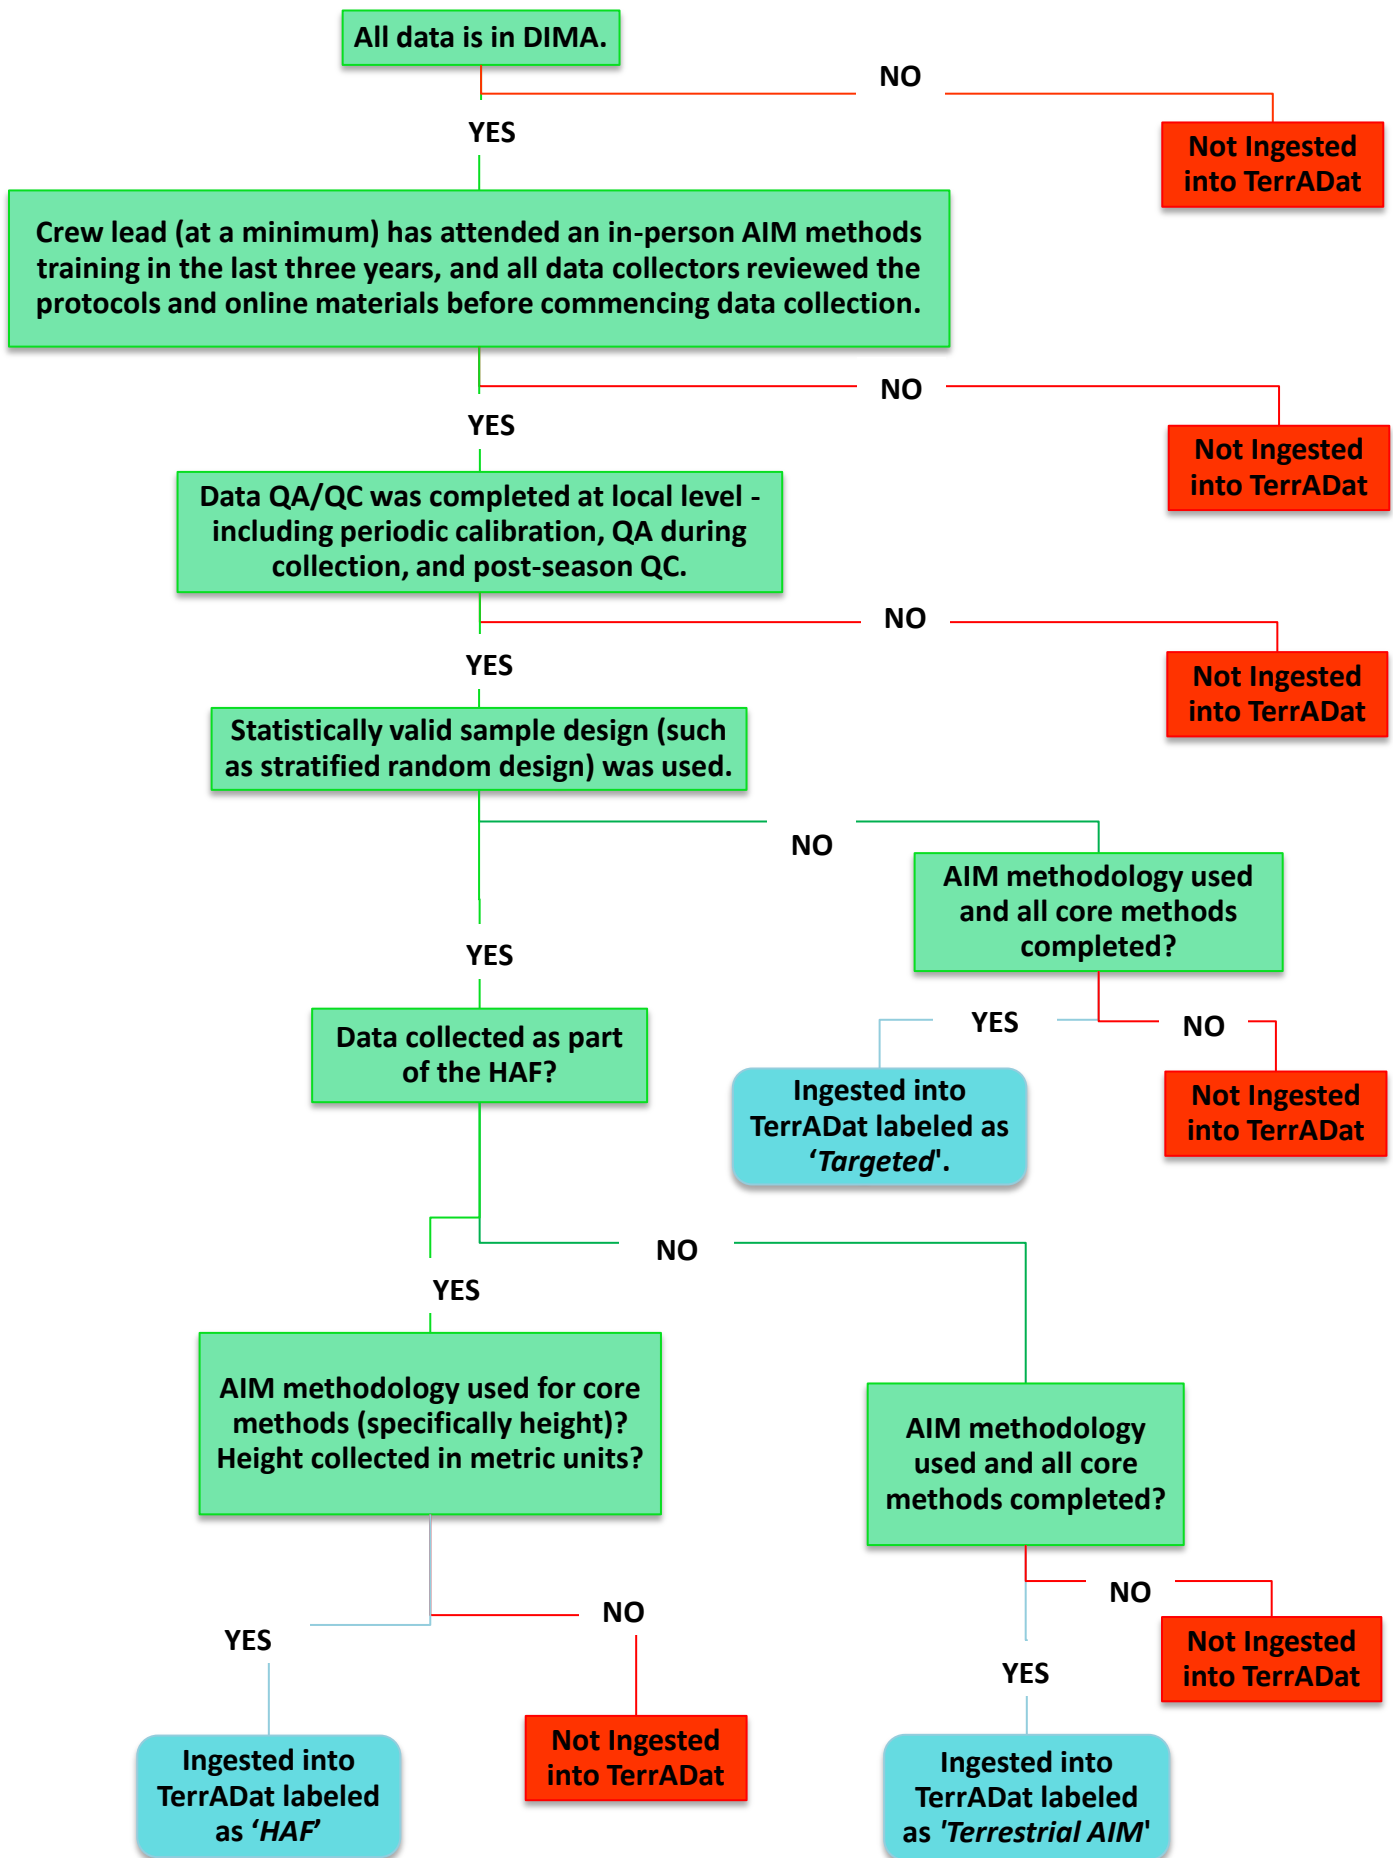 All data is in DIMA.
NO
YES
Not Ingested
into TerrADat
Crew lead (at a minimum) has attended an in-person AIM methods
training in the last three years, and all data collectors reviewed the
protocols and online materials before commencing data collection.
NO
YES
Not Ingested
into TerrADat
Data QA/QC was completed at local level -
including periodic calibration, QA during
collection, and post-season QC.
NO
YES
Not Ingested
into TerrADat
Statistically valid sample design (such
as stratified random design) was used.
NO
AIM methodology used
and all core methods
completed?
YES
YES
NO
Data collected as part
of the HAF?
Ingested into
TerrADat labeled as
‘Targeted'.
Not Ingested
into TerrADat
NO
YES
AIM methodology used for core
methods (specifically height)?
Height collected in metric units?
AIM methodology
used and all core
methods completed?
NO
NO
YES
Not Ingested
into TerrADat
YES
Ingested into
TerrADat labeled
as ‘HAF’
Not Ingested
into TerrADat
Ingested into
TerrADat labeled
as 'Terrestrial AIM'